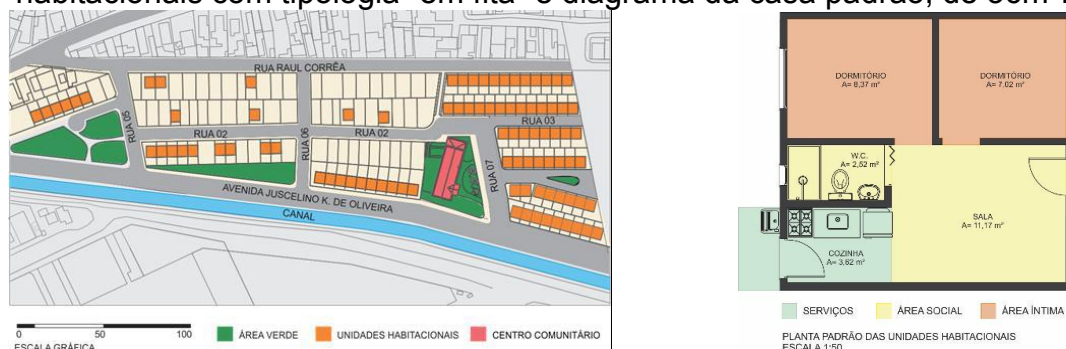 habitacionais com tipologia "em fita" e diagrama da casa padrão, de 36m
RUA RAUL CORRÊA
RUA 05
RUA 02
RUA 06
RUA 02
RUA 03
RUA 07
AVENIDA JUSCELINO K. DE OLIVEIRA
CANAL
0 50 100
ESCALA GRÁFICA
ÁREA VERDE
UNIDADES HABITACIONAIS
CENTRO COMUNITÁRIO
DORMITÓRIO
A= 8,37 m²
DORMITÓRIO
A= 7,02 m²
W.C.
A= 2,52 m²
SALA
A= 11,17 m²
COZINHA
A= 3,62 m²
SERVIÇOS
ÁREA SOCIAL
ÁREA ÍNTIMA
PLANTA PADRÃO DAS UNIDADES HABITACIONAIS
ESCALA 1:50